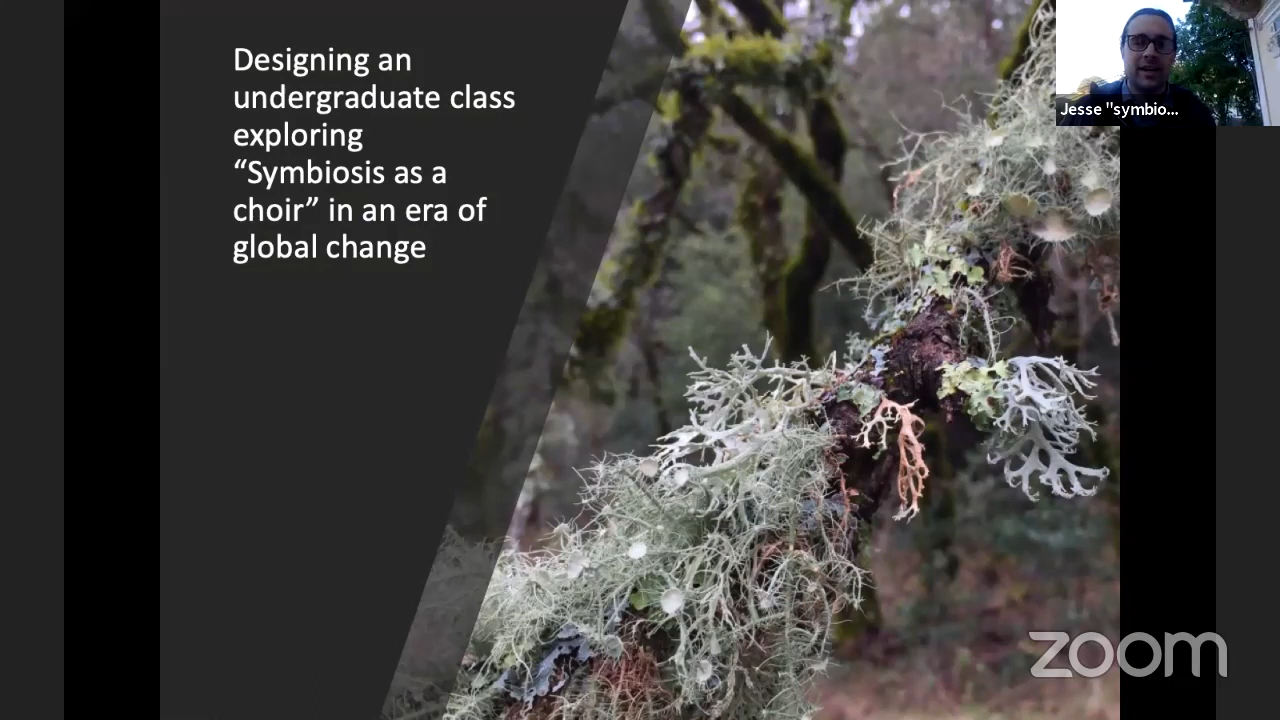 Designing an
undergraduate class
exploring
“Symbiosis as a
choir” in an era of
global change
Jesse "symbio...
zoom